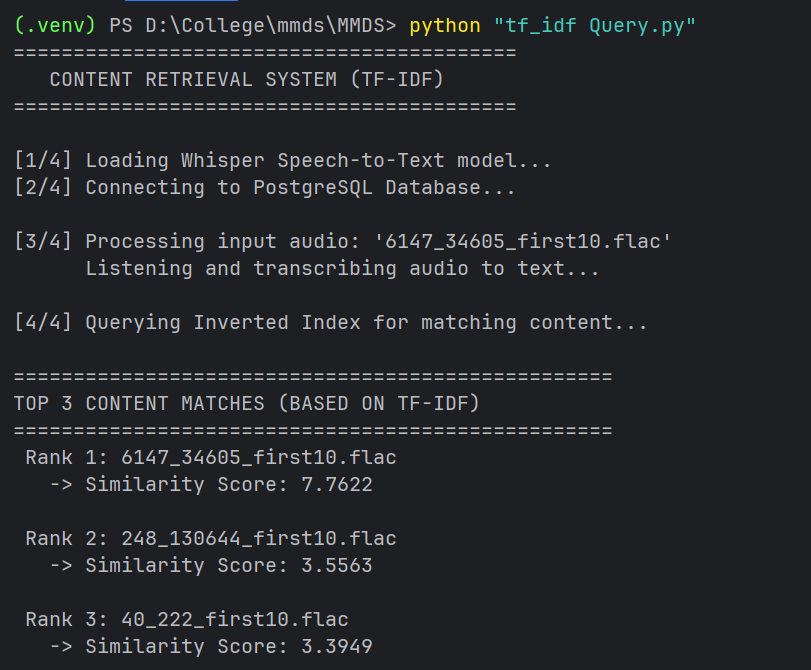 (.venv) PS D:\College\mmds\MMDS> python "tf_idf Query.py"
==========================================
CONTENT RETRIEVAL SYSTEM (TF-IDF)
==========================================
[1/4] Loading Whisper Speech-to-Text model...
[2/4] Connecting to PostgreSQL Database...
[3/4] Processing input audio: '6147_34605_first10.flac'
Listening and transcribing audio to text...
[4/4] Querying Inverted Index for matching content...
==================================================
TOP 3 CONTENT MATCHES (BASED ON TF-IDF)
==================================================
Rank 1: 6147_34605_first10.flac
-> Similarity Score: 7.7622
Rank 2: 248_130644_first10.flac
-> Similarity Score: 3.5563
Rank 3: 40_222_first10.flac
-> Similarity Score: 3.3949